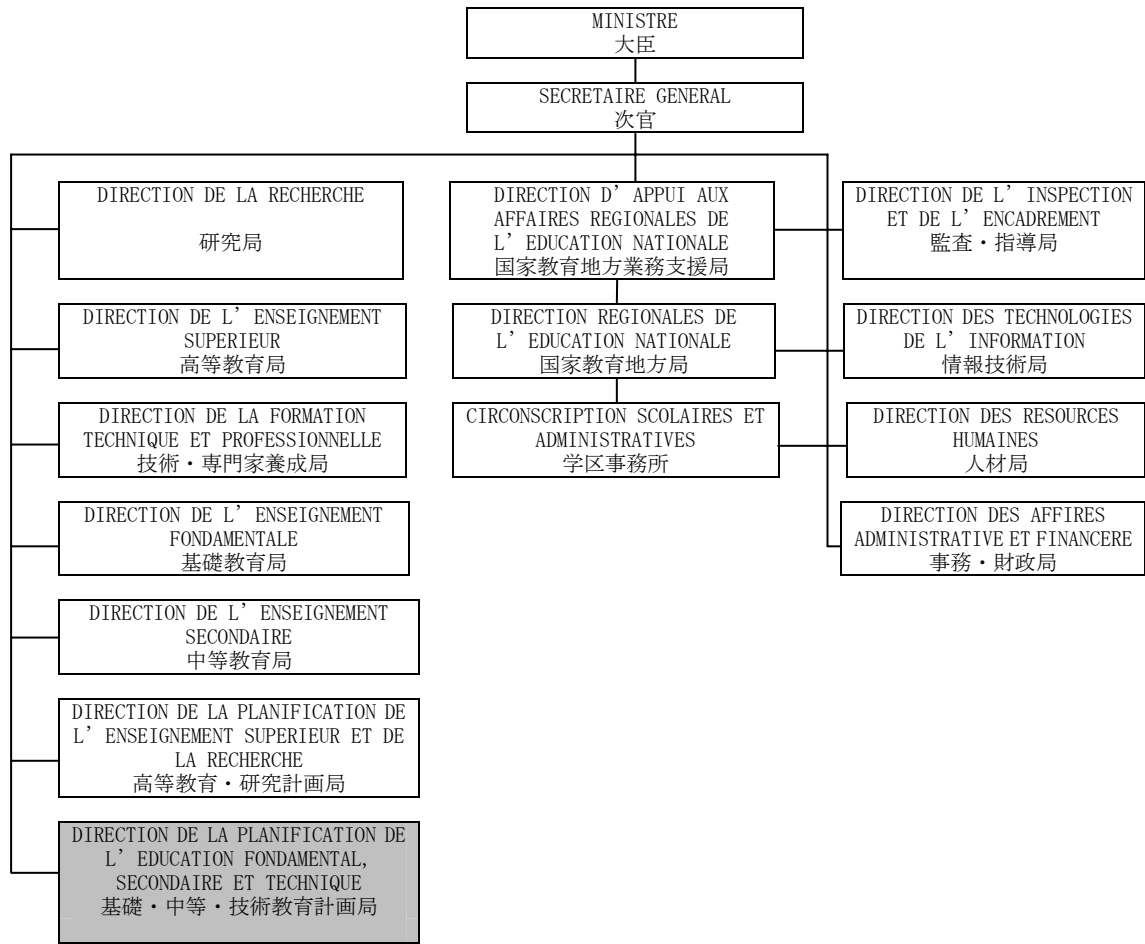 MINISTRE
大臣
SECRETAIRE GENERAL
次官
DIRECTION DE LA RECHERCHE
研究局
DIRECTION DE L’ENSEIGNEMENT
SUPERIEUR
高等教育局
DIRECTION DE LA FORMATION
TECHNIQUE ET PROFESSIONNELLE
技術・専門家養成局
DIRECTION DE L’ENSEIGNEMENT
FONDAMENTALE
基礎教育局
DIRECTION DE L’ENSEIGNEMENT
SECONDAIRE
中等教育局
DIRECTION DE LA PLANIFICATION DE
L’ENSEIGNEMENT SUPERIEUR ET DE
LA RECHERCHE
高等教育・研究計画局
DIRECTION DE LA PLANIFICATION DE
L’EDUCATION FONDAMENTAL,
SECONDAIRE ET TECHNIQUE
基礎・中等・技術教育計画局
DIRECTION D’APPUI AUX
AFFAIRES REGIONALES DE
L’EDUCATION NATIONALE
国家教育地方業務支援局
DIRECTION REGIONALES DE
L’EDUCATION NATIONALE
国家教育地方局
CIRCONSCRIPTION SCOLAIRES ET
ADMINISTRATIVES
学区事務所
DIRECTION DE L’INSPECTION
ET DE L’ENCADREMENT
監査・指導局
DIRECTION DES TECHNOLOGIES
DE L’INFORMATION
情報技術局
DIRECTION DES RESOURCES
HUMAINES
人材局
DIRECTION DES AFFIRES
ADMINISTRATIVE ET FINANCERE
事務・財政局